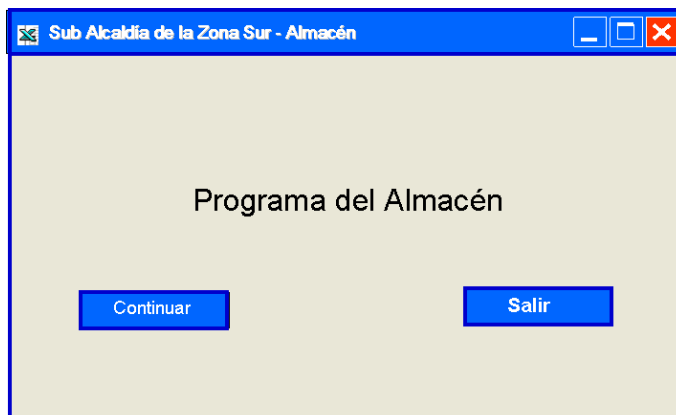 Sub Alcaldía de la Zona Sur - Almacén
Programa del Almacén
Continuar
Salir